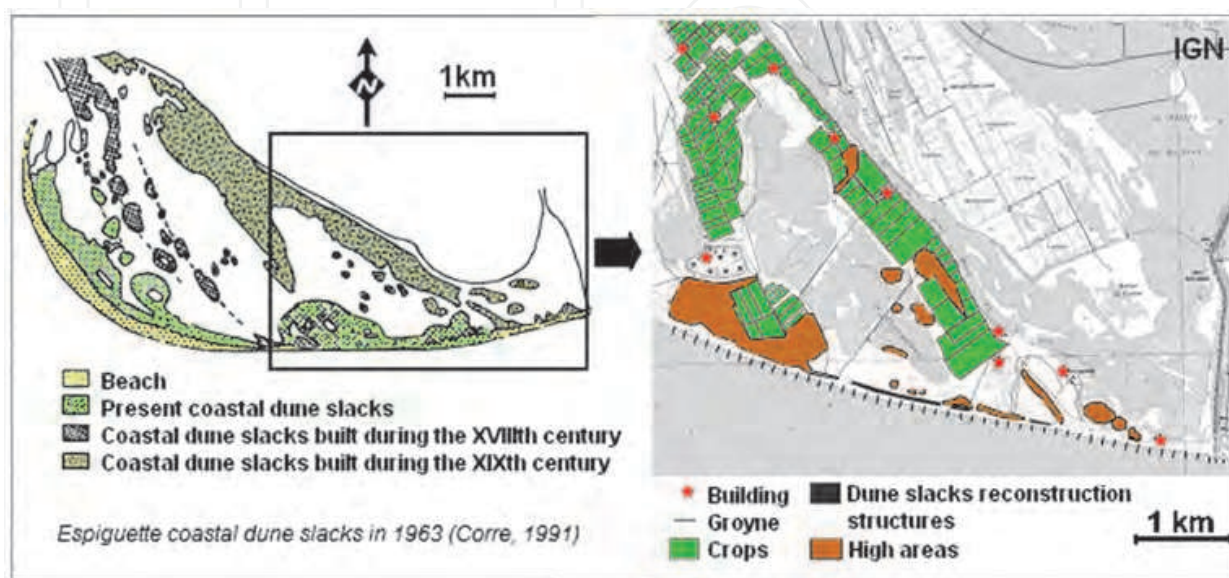 N
1km
IGN
Beach
Present coastal dune slacks
Coastal dune slacks built during the XVIIIth century
Coastal dune slacks built during the XIXth century
Espiguette coastal dune slacks in 1963 (Corre, 1991)
Building
Groyne
Crops
Dune slacks reconstruction
structures
High areas
1 km